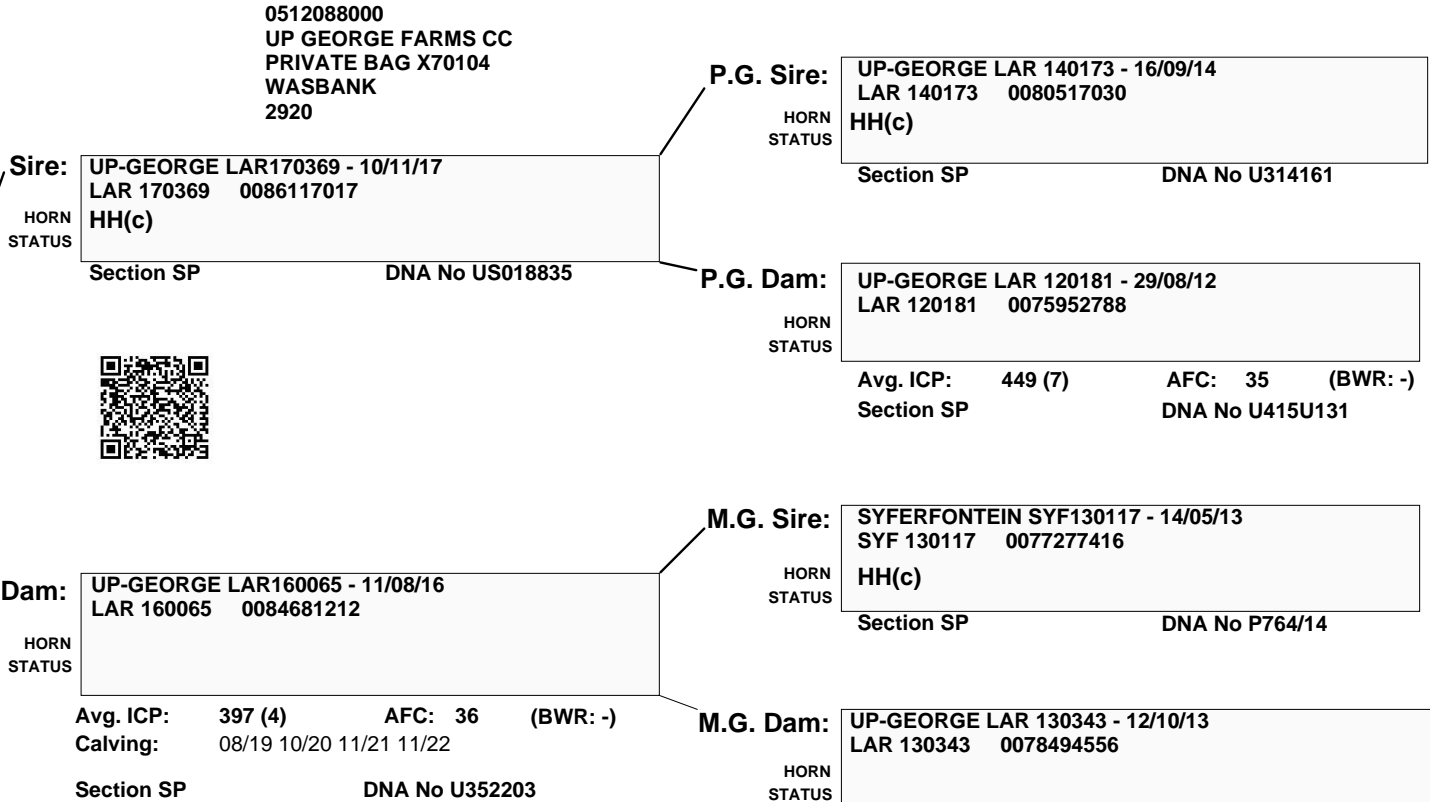 0512088000
UP GEORGE FARMS CC
PRIVATE BAG X70104
WASBANK
2920
P.G. Sire:
UP-GEORGE LAR 140173 - 16/09/14
LAR 140173 0080517030
HORN STATUS
HH(c)
Section SP DNA No U314161
Sire:
UP-GEORGE LAR170369 - 10/11/17
LAR 170369 0086117017
HORN STATUS
HH(c)
Section SP DNA No US018835
P.G. Dam:
UP-GEORGE LAR 120181 - 29/08/12
LAR 120181 0075952788
HORN
STATUS
Avg. ICP: 449 (7) AFC: 35 (BWR: -)
Section SP DNA No U415U131
M.G. Sire:
SYFERFONTEIN SYF130117 - 14/05/13
SYF 130117 0077277416
HORN
STATUS
HH(c)
Section SP DNA No P764/14
Dam:
UP-GEORGE LAR160065 - 11/08/16
LAR 160065 0084681212
HORN
STATUS
Avg. ICP: 397 (4) AFC: 36 (BWR: -)
Calving: 08/19 10/20 11/21 11/22
Section SP DNA No U352203
M.G. Dam:
UP-GEORGE LAR 130343 - 12/10/13
LAR 130343 0078494556
HORN
STATUS